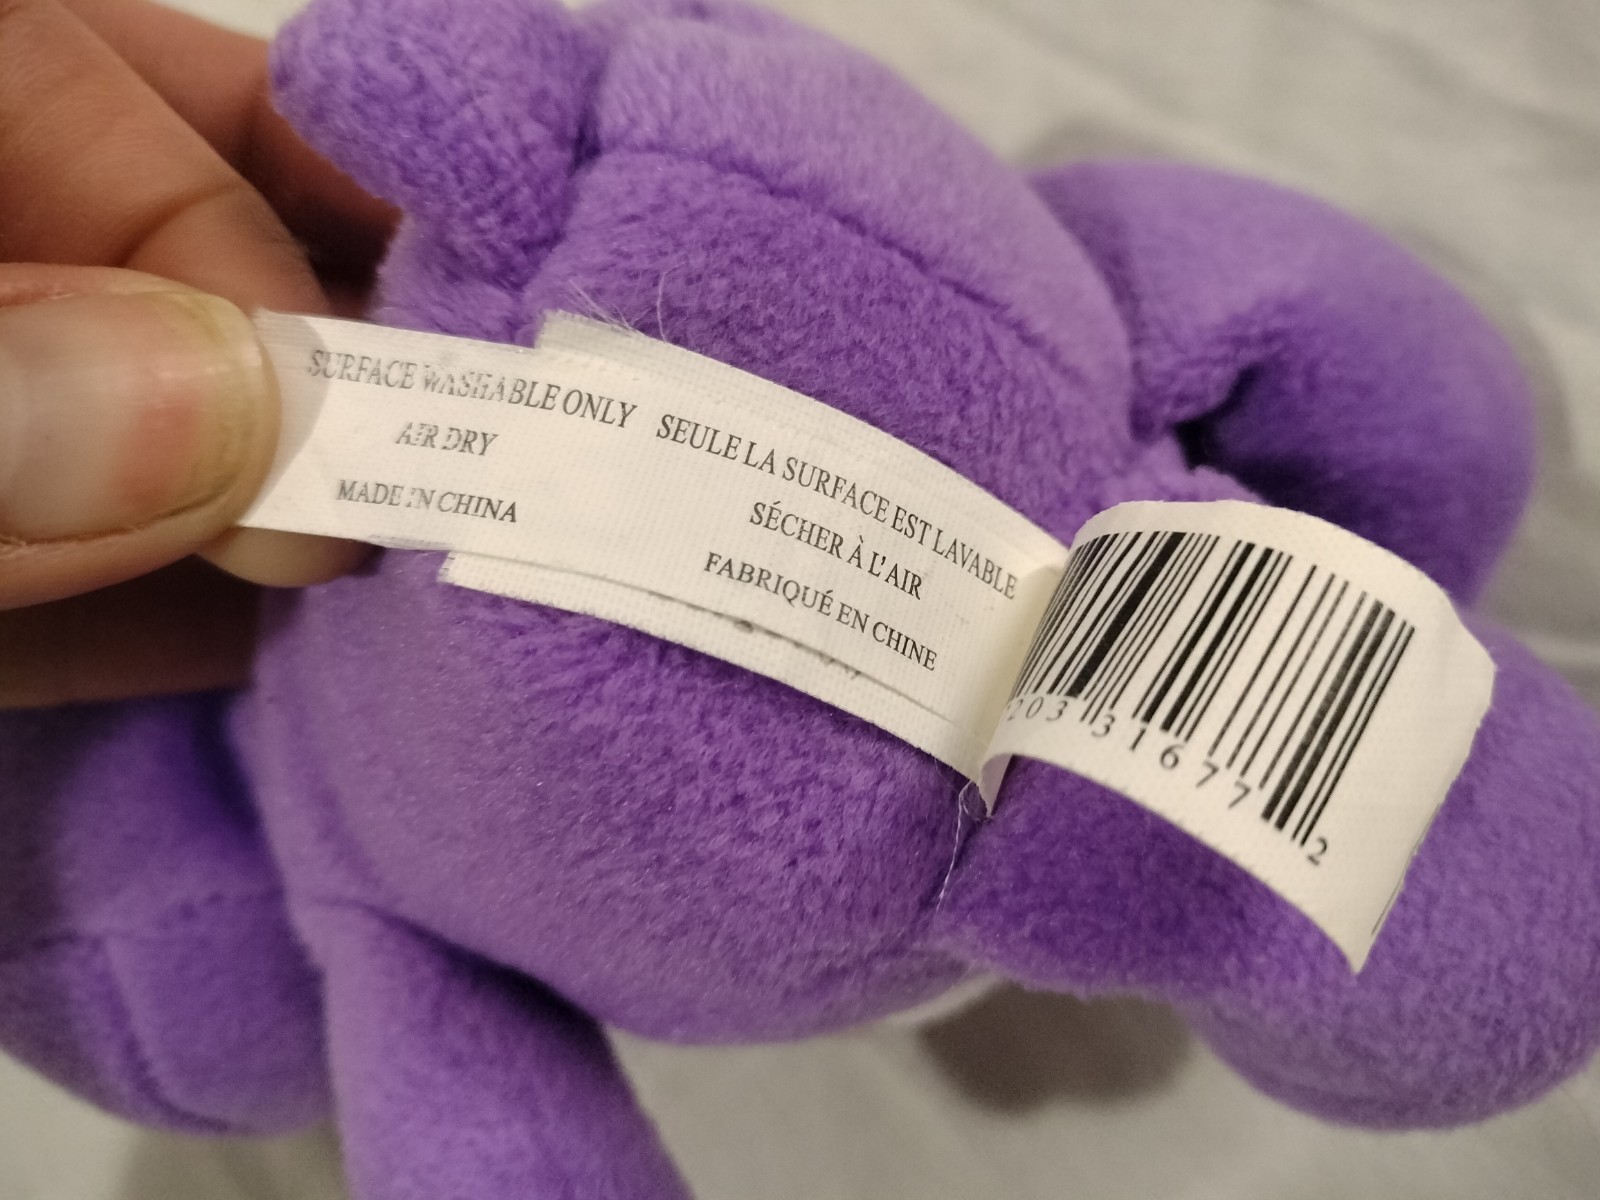 SURFACE WASHABLE ONLY
AIR DRY
MADE IN CHINA
SEULE LA SURFACE EST LAVABLE
SÉCHER À L'AIR
FABRIQUÉ EN CHINE
203 31677 2